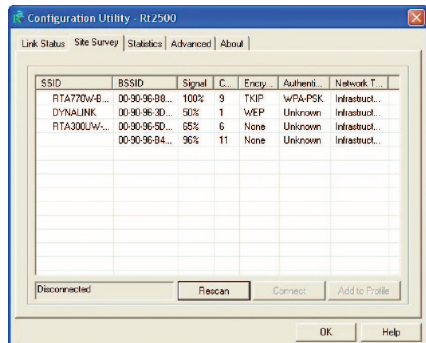 Configuration Utility - Rt2500
Link Status Site Survey Statistics Advanced About
SSID BSSID Signal C... Encry... Authenti... Network T...
RTA770W-B... 00-90-96-B8... 100% 9 TKIP WPA-PSK Infrastruct...
DYNALINK 00-90-96-3D... 50% 1 WEP Unknown Infrastruct...
RTA300UW-... 00-90-96-5D... 65% 6 None Unknown Infrastruct...
00-90-96-B4... 96% 11 None Unknown Infrastruct...
Disconnected Rescan Connect Add to Profile
OK Help